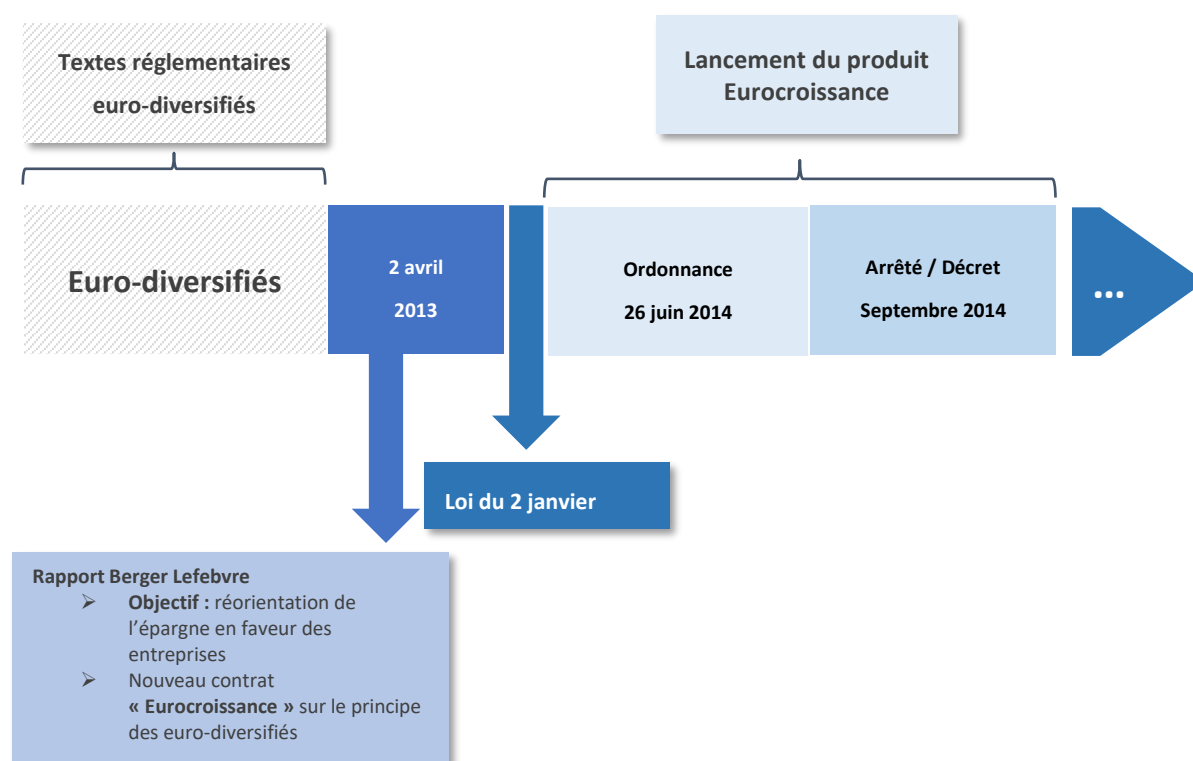 Textes réglementaires
euro-diversifiés
Lancement du produit
Eurocroissance
Euro-diversifiés
2 avril
2013
Ordonnance
26 juin 2014
Arrêté / Décret
Septembre 2014
...
Loi du 2 janvier
Rapport Berger Lefebvre
➢ Objectif : réorientation de
l’épargne en faveur des
entreprises
➢ Nouveau contrat
« Eurocroissance » sur le principe
des euro-diversifiés